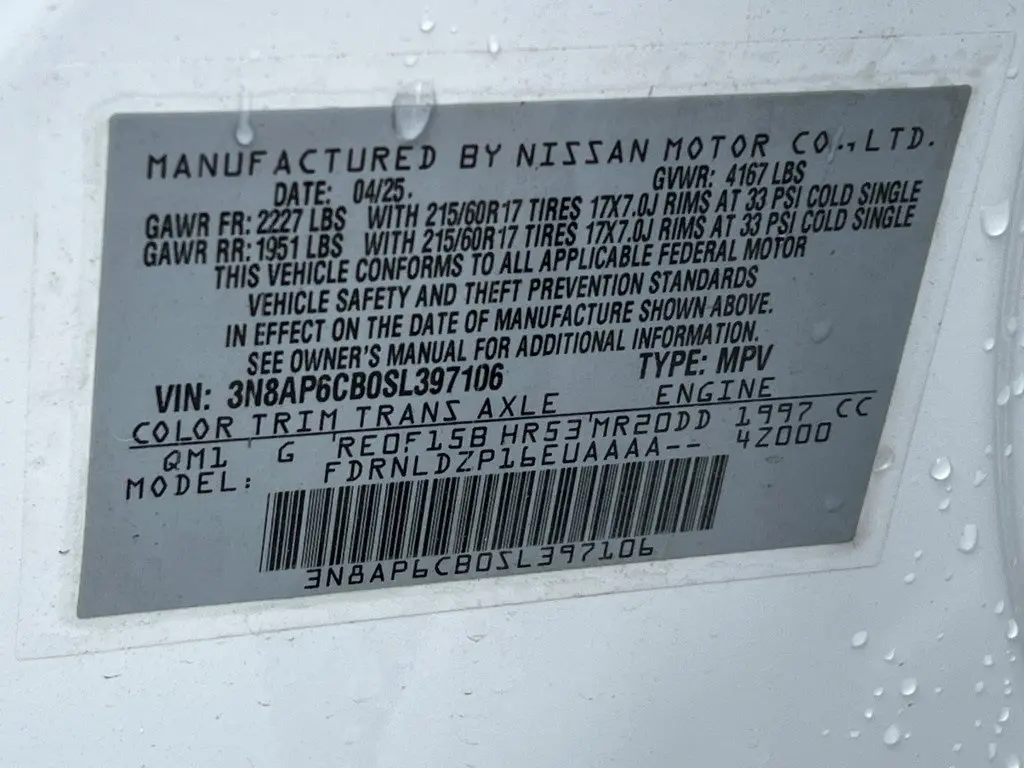 MANUFACTURED BY NISSAN MOTOR CO., LTD.
DATE: 04/25. GVWR: 4167 LBS
GAWR FR: 2227 LBS WITH 215/60R17 TIRES 17X7.0J RIMS AT 33 PSI COLD SINGLE
GAWR RR: 1951 LBS WITH 215/60R17 TIRES 17X7.0J RIMS AT 33 PSI COLD SINGLE
THIS VEHICLE CONFORMS TO ALL APPLICABLE FEDERAL MOTOR
VEHICLE SAFETY AND THEFT PREVENTION STANDARDS
IN EFFECT ON THE DATE OF MANUFACTURE SHOWN ABOVE.
SEE OWNER'S MANUAL FOR ADDITIONAL INFORMATION.
VIN: 3N8AP6CB0SL397106 TYPE: MPV
COLOR TRIM TRANS AXLE ENGINE
QM1 G RE0F15B HR53 MR20DD 1997 CC
MODEL: FDRNLDZP16EUAAAA-- 4Z000
3N8AP6CB0SL397106